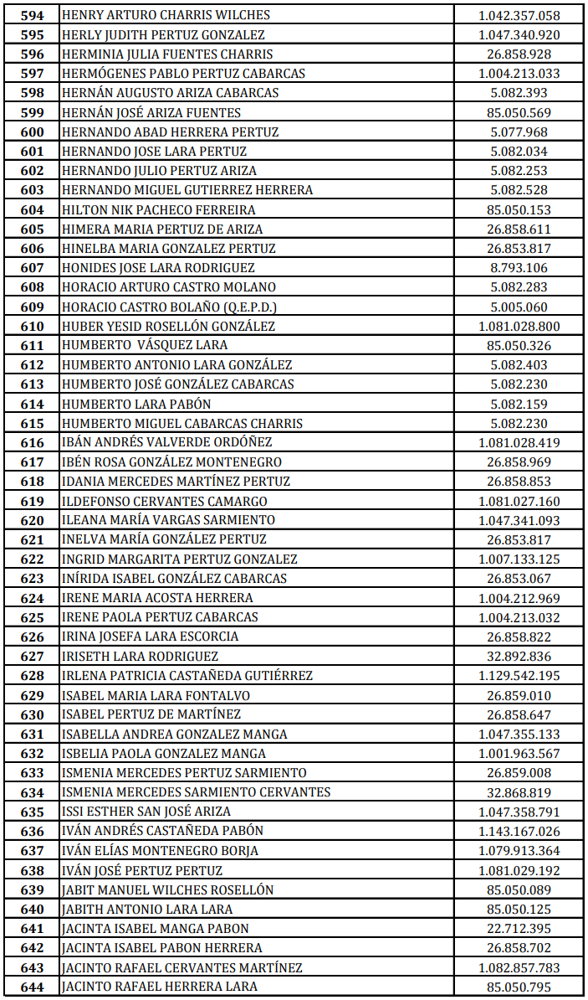 594 HENRY ARTURO CHARRIS WILCHES 1.042.357.058
595 HERLY JUDITH PERTUZ GONZALEZ 1.047.340.920
596 HERMINIA JULIA FUENTES CHARRIS 26.858.928
597 HERMÓGENES PABLO PERTUZ CABARCAS 1.004.213.033
598 HERNÁN AUGUSTO ARIZA CABARCAS 5.082.393
599 HERNÁN JOSÉ ARIZA FUENTES 85.050.569
600 HERNANDO ABAD HERRERA PERTUZ 5.077.968
601 HERNANDO JOSE LARA PERTUZ 5.082.034
602 HERNANDO JULIO PERTUZ ARIZA 5.082.253
603 HERNANDO MIGUEL GUTIERREZ HERRERA 5.082.528
604 HILTON NIK PACHECO FERREIRA 85.050.153
605 HIMERA MARIA PERTUZ DE ARIZA 26.858.611
606 HINELBA MARIA GONZALEZ PERTUZ 26.853.817
607 HONIDES JOSE LARA RODRIGUEZ 8.793.106
608 HORACIO ARTURO CASTRO MOLANO 5.082.283
609 HORACIO CASTRO BOLAÑO (Q.E.P.D.) 5.005.060
610 HUBER YESID ROSELLÓN GONZÁLEZ 1.081.028.800
611 HUMBERTO  VÁSQUEZ LARA 85.050.326
612 HUMBERTO ANTONIO LARA GONZÁLEZ 5.082.403
613 HUMBERTO JOSÉ GONZÁLEZ CABARCAS 5.082.230
614 HUMBERTO LARA PABÓN 5.082.159
615 HUMBERTO MIGUEL CABARCAS CHARRIS 5.082.230
616 IBÁN ANDRÉS VALVERDE ORDÓÑEZ 1.081.028.419
617 IBÉN ROSA GONZÁLEZ MONTENEGRO 26.858.969
618 IDANIA MERCEDES MARTÍNEZ PERTUZ 26.858.853
619 ILDEFONSO CERVANTES CAMARGO 1.081.027.160
620 ILEANA MARÍA VARGAS SARMIENTO 1.047.341.093
621 INELVA MARÍA GONZÁLEZ PERTUZ 26.853.817
622 INGRID MARGARITA PERTUZ GONZALEZ 1.007.133.125
623 INÍRIDA ISABEL GONZÁLEZ CABARCAS 26.853.067
624 IRENE MARIA ACOSTA HERRERA 1.004.212.969
625 IRENE PAOLA PERTUZ CABARCAS 1.004.213.032
626 IRINA JOSEFA LARA ESCORCIA 26.858.822
627 IRISETH LARA RODRIGUEZ 32.892.836
628 IRLENA PATRICIA CASTAÑEDA GUTIÉRREZ 1.129.542.195
629 ISABEL MARIA LARA FONTALVO 26.859.010
630 ISABEL PERTUZ DE MARTÍNEZ 26.858.647
631 ISABELLA ANDREA GONZALEZ MANGA 1.047.355.133
632 ISBELIA PAOLA GONZALEZ MANGA 1.001.963.567
633 ISMENIA MERCEDES PERTUZ SARMIENTO 26.859.008
634 ISMENIA MERCEDES SARMIENTO CERVANTES 32.868.819
635 ISSI ESTHER SAN JOSÉ ARIZA 1.047.358.791
636 IVÁN ANDRÉS CASTAÑEDA PABÓN 1.143.167.026
637 IVÁN ELÍAS MONTENEGRO BORJA 1.079.913.364
638 IVÁN JOSÉ PERTUZ PERTUZ 1.081.029.192
639 JABIT MANUEL WILCHES ROSELLÓN 85.050.089
640 JABITH ANTONIO LARA LARA 85.050.125
641 JACINTA ISABEL MANGA PABON 22.712.395
642 JACINTA ISABEL PABON HERRERA 26.858.702
643 JACINTO RAFAEL CERVANTES MARTÍNEZ 1.082.857.783
644 JACINTO RAFAEL HERRERA LARA 85.050.795